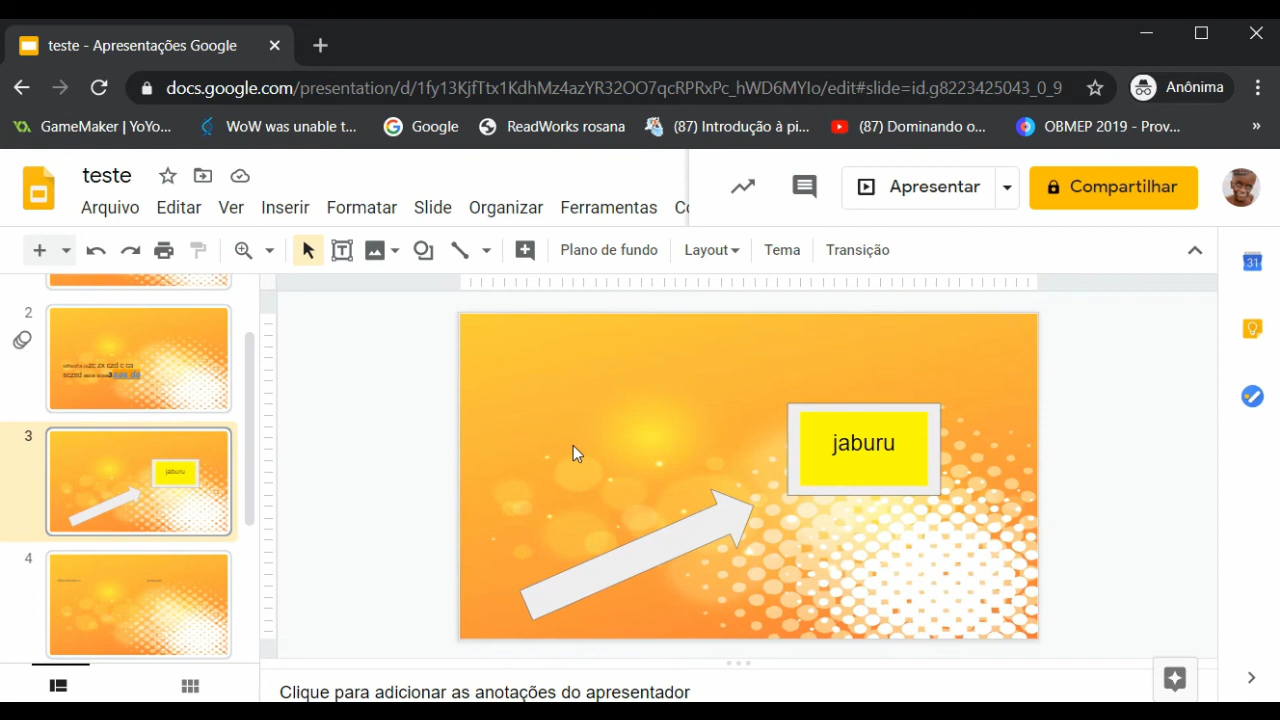 teste - Apresentações Google
docs.google.com/presentation/d/1fy13KjfTtx1KdhMz4azYR32OO7qcRPRxPc_hWD6MYIo/edit#slide=id.g8223425043_0_9
Anônima
GameMaker | YoYo...
WoW was unable t...
Google
ReadWorks rosana
(87) Introdução à pi...
(87) Dominando o...
OBMEP 2019 - Prov...
teste
Apresentar
Compartilhar
Arquivo Editar Ver Inserir Formatar Slide Organizar Ferramentas Co
Plano de fundo
Layout
Tema
Transição
31
2
3
jaburu
4
jaburu
Clique para adicionar as anotações do apresentador